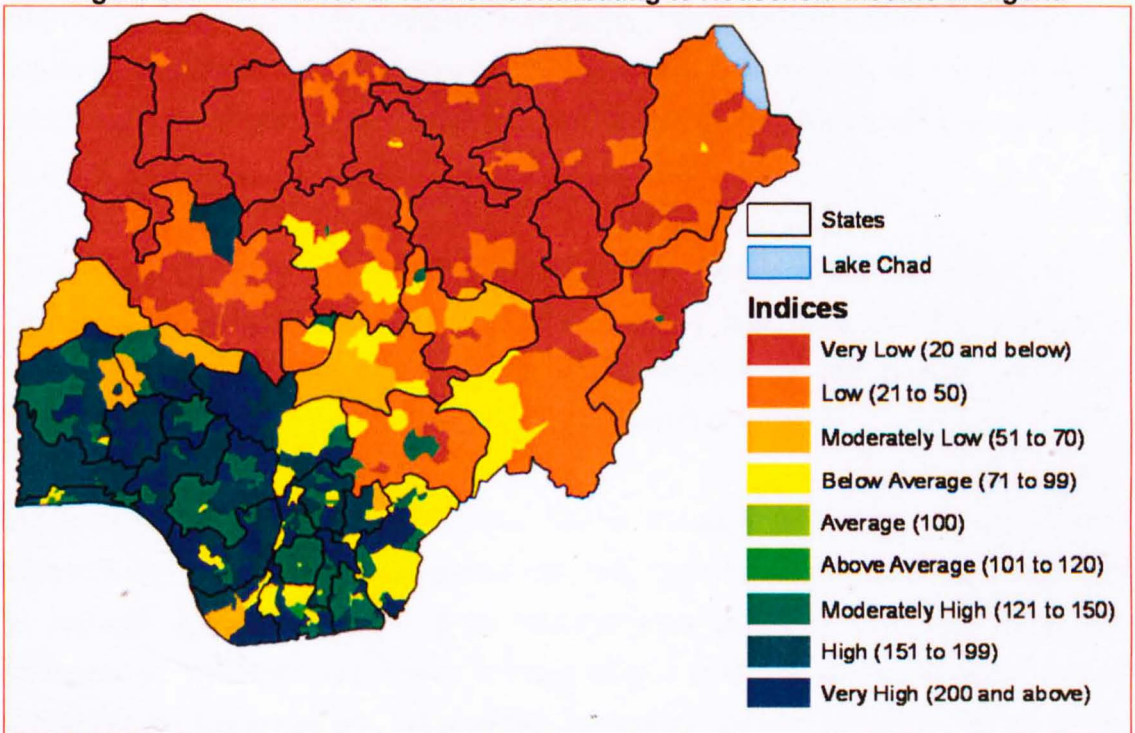 States
Lake Chad
Indices
Very Low (20 and below)
Low (21 to 50)
Moderately Low (51 to 70)
Below Average (71 to 99)
Average (100)
Above Average (101 to 120)
Moderately High (121 to 150)
High (151 to 199)
Very High (200 and above)